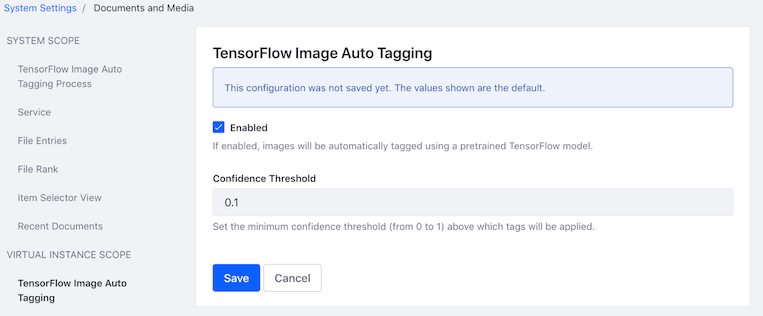 System Settings / Documents and Media
SYSTEM SCOPE
TensorFlow Image Auto
Tagging Process
Service
File Entries
File Rank
Item Selector View
Recent Documents
VIRTUAL INSTANCE SCOPE
TensorFlow Image Auto
Tagging
TensorFlow Image Auto Tagging
This configuration was not saved yet. The values shown are the default.
Enabled
If enabled, images will be automatically tagged using a pretrained TensorFlow model.
Confidence Threshold
0.1
Set the minimum confidence threshold (from 0 to 1) above which tags will be applied.
Save Cancel